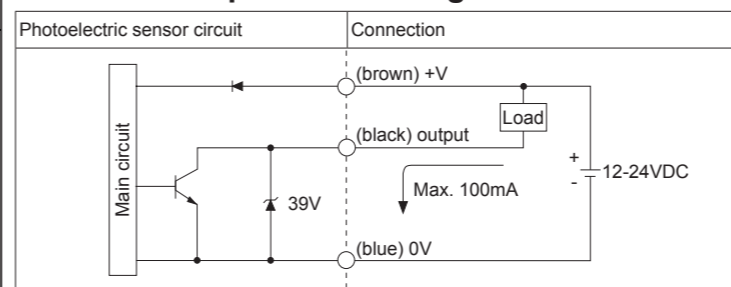 Photoelectric sensor circuit
Connection
(brown) +V
Load
(black) output
Main circuit
39V
Max. 100mA
+
-
12-24VDC
(blue) 0V